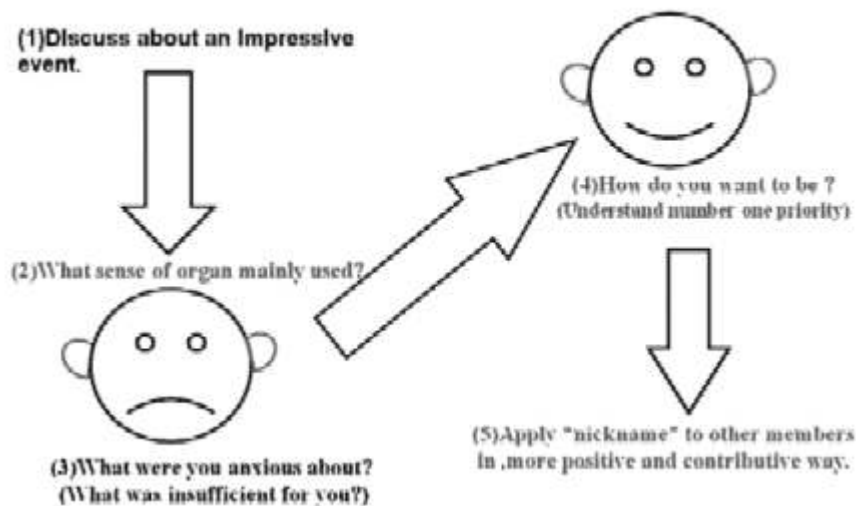 (1)Discuss about an impressive
event.
(2)What sense of organ mainly used?
(3)What were you anxious about?
(What was insufficient for you?)
(4)How do you want to be ?
(Understand number one priority)
(5)Apply "nickname" to other members
in ,more positive and contributive way.